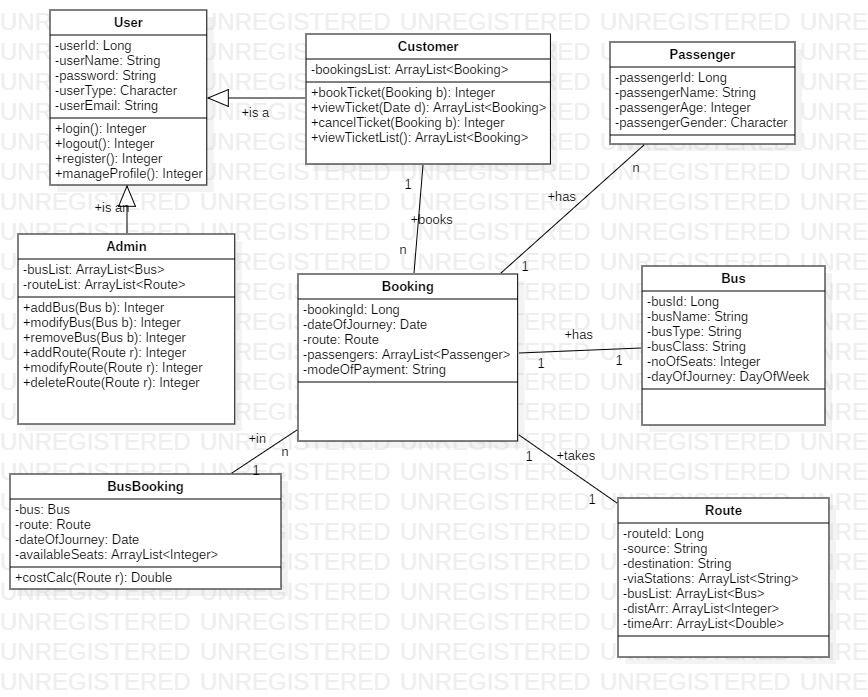 User
-userId: Long
-userName: String
-password: String
-userType: Character
-userEmail: String
+login(): Integer
+logout(): Integer
+register(): Integer
+manageProfile(): Integer
Customer
-bookingsList: ArrayList<Booking>
+bookTicket(Booking b): Integer
+viewTicket(Date d): ArrayList<Booking>
+cancelTicket(Booking b): Integer
+viewTicketList(): ArrayList<Booking>
Passenger
-passengerId: Long
-passengerName: String
-passengerAge: Integer
-passengerGender: Character
+is a
+is an
1
+books
n
n
+has
1
Admin
-busList: ArrayList<Bus>
-routeList: ArrayList<Route>
+addBus(Bus b): Integer
+modifyBus(Bus b): Integer
+removeBus(Bus b): Integer
+addRoute(Route r): Integer
+modifyRoute(Route r): Integer
+deleteRoute(Route r): Integer
Booking
-bookingId: Long
-dateOfJourney: Date
-route: Route
-passengers: ArrayList<Passenger>
-modeOfPayment: String
+has
1
1
Bus
-busId: Long
-busName: String
-busType: String
-busClass: String
-noOfSeats: Integer
-dayOfJourney: DayOfWeek
+in
n
1
1
+takes
1
BusBooking
-bus: Bus
-route: Route
-dateOfJourney: Date
-availableSeats: ArrayList<Integer>
+costCalc(Route r): Double
Route
-routeId: Long
-source: String
-destination: String
-viaStations: ArrayList<String>
-busList: ArrayList<Bus>
-distArr: ArrayList<Integer>
-timeArr: ArrayList<Double>
UNREGISTERED UNREGISTERED UNREGISTERED UNREGISTERED